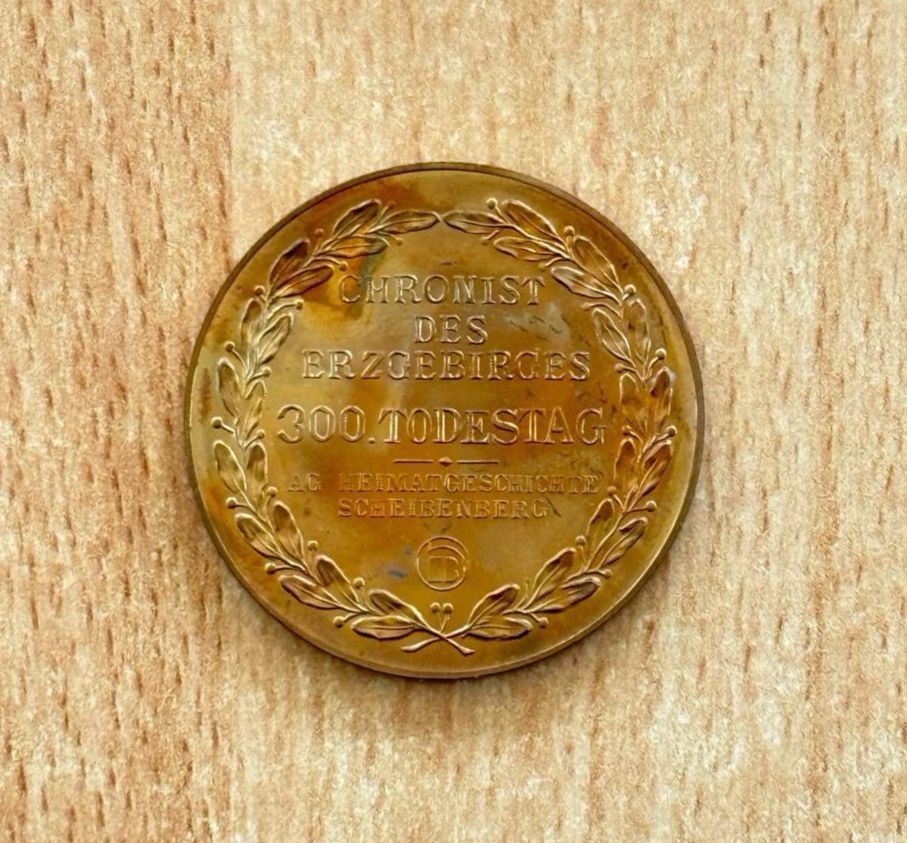 CHRONIST
DES
ERZGEBIRGES
300. TODESTAG
AG HEIMATGESCHICHTE
SCHEIBENBERG